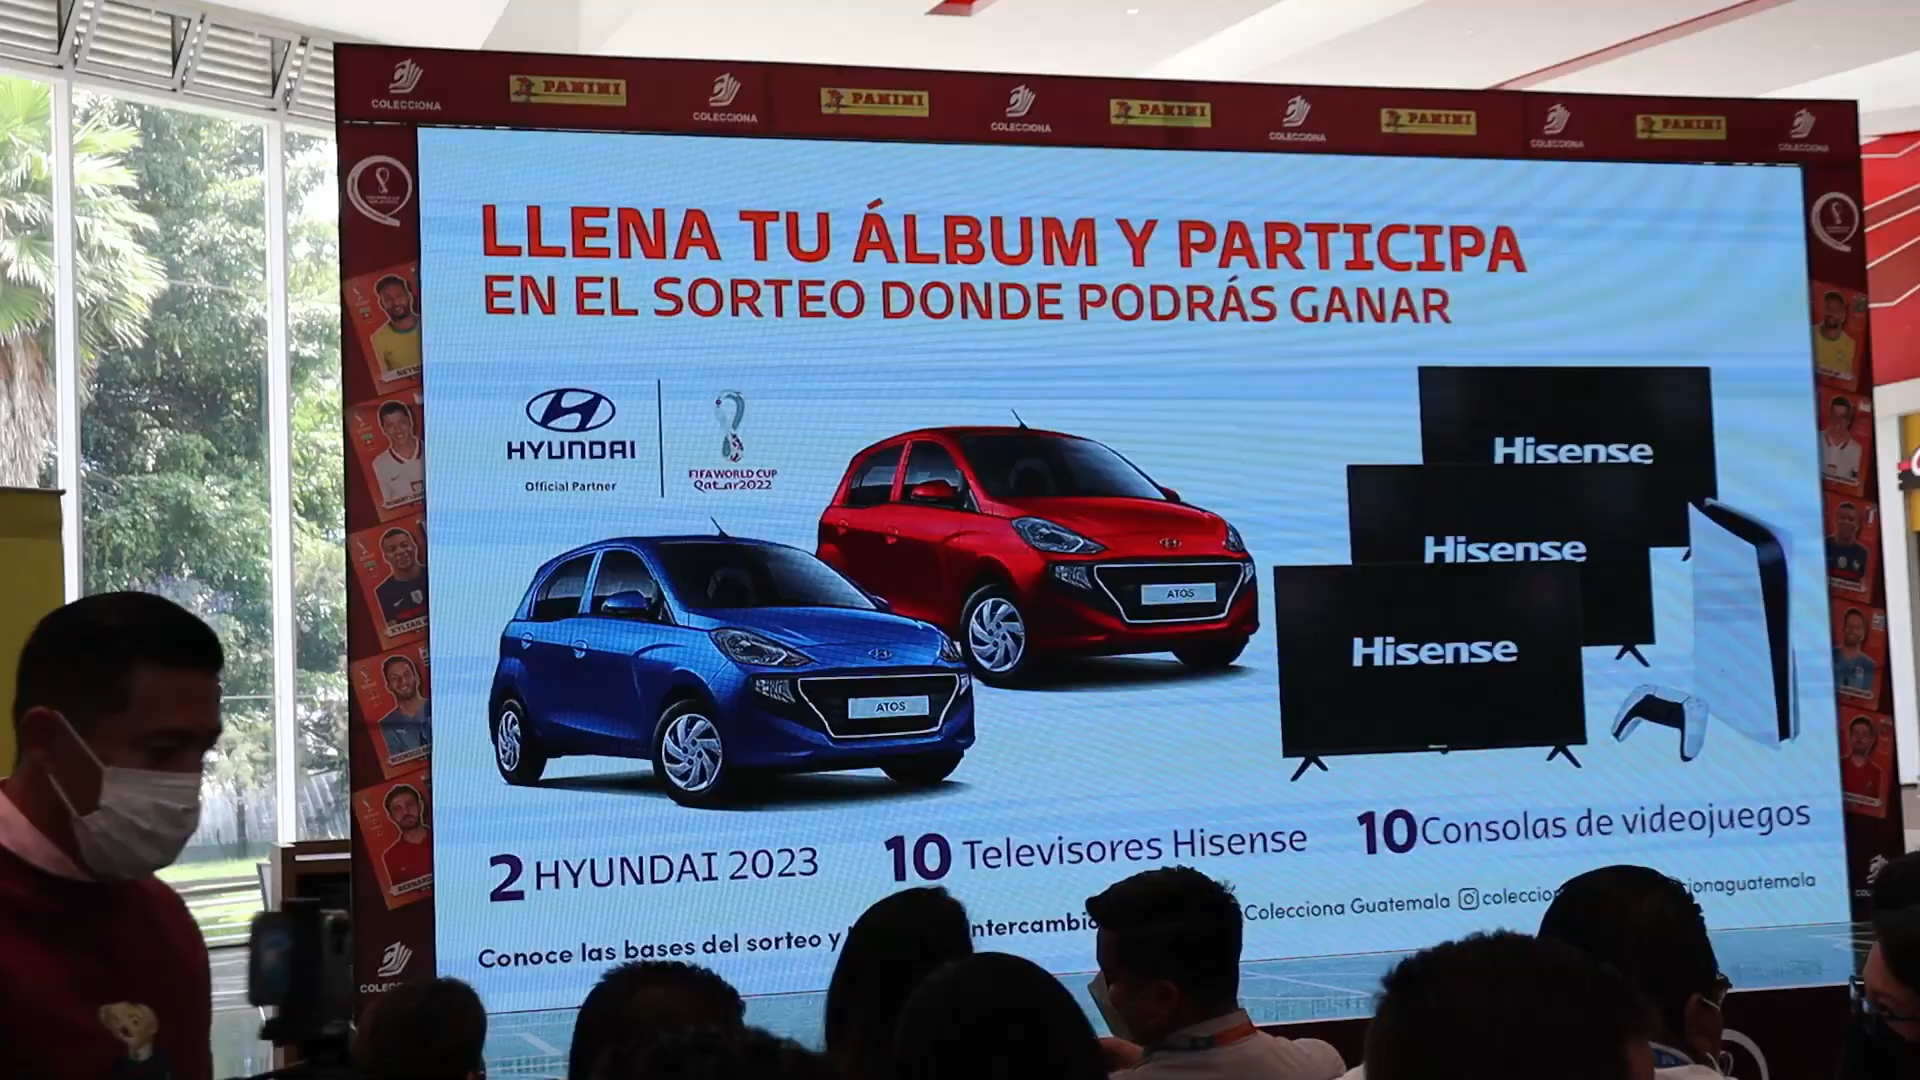 COLECCIONA PANINI COLECCIONA PANINI COLECCIONA PANINI COLECCIONA PANINI COLECCIONA PANINI COLECCIONA
LLENA TU ÁLBUM Y PARTICIPA
EN EL SORTEO DONDE PODRÁS GANAR
HYUNDAI
Official Partner
FIFA WORLD CUP
Qatar2022
Hisense
Hisense
Hisense
ATOS
ATOS
2 HYUNDAI 2023
10 Televisores Hisense
10 Consolas de videojuegos
Conoce las bases del sorteo y
Colecciona Guatemala